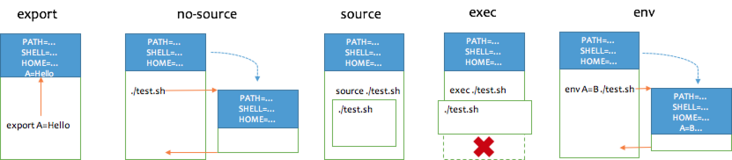 export
PATH=...
SHELL=...
HOME=...
A=Hello
export A=Hello
no-source
PATH=...
SHELL=...
HOME=...
./test.sh
PATH=...
SHELL=...
HOME=...
source
PATH=...
SHELL=...
HOME=...
source ./test.sh
./test.sh
exec
PATH=...
SHELL=...
HOME=...
exec ./test.sh
./test.sh
env
PATH=...
SHELL=...
HOME=...
env A=B ./test.sh
PATH=...
SHELL=...
HOME=...
A=B...